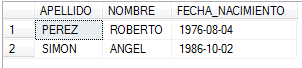 APELLIDO NOMBRE FECHA_NACIMIENTO
1 PEREZ ROBERTO 1976-08-04
2 SIMON ANGEL 1986-10-02